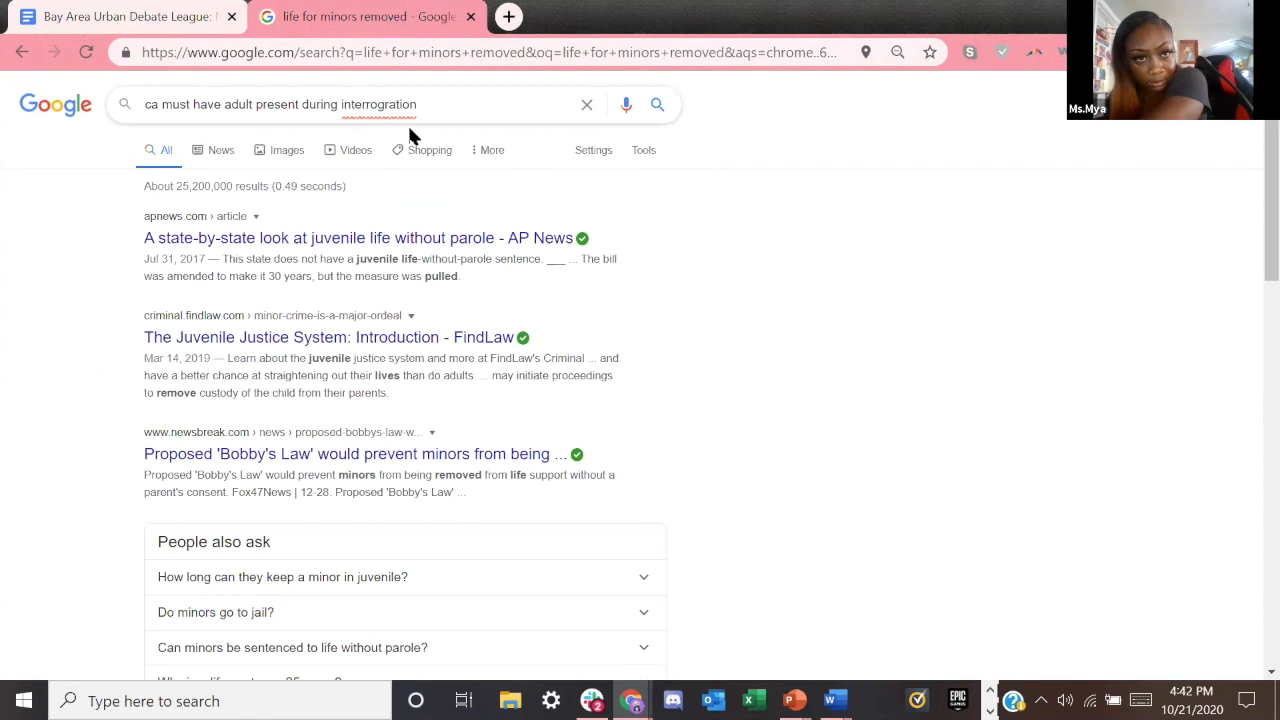 Bay Area Urban Debate League:
life for minors removed - Google
https://www.google.com/search?q=life+for+minors+removed&oq=life+for+minors+removed&aqs=chrome..6...
Ms.Mya
Google
ca must have adult present during interrogration
All News Images Videos Shopping More Settings Tools
About 25,200,000 results (0.49 seconds)
apnews.com › article
A state-by-state look at juvenile life without parole - AP News
Jul 31, 2017 — This state does not have a juvenile life-without-parole sentence. ___ ... The bill
was amended to make it 30 years, but the measure was pulled.
criminal.findlaw.com › minor-crime-is-a-major-ordeal
The Juvenile Justice System: Introduction - FindLaw
Mar 14, 2019 — Learn about the juvenile justice system and more at FindLaw's Criminal ... and
have a better chance at straightening out their lives than do adults. ... may initiate proceedings
to remove custody of the child from their parents.
www.newsbreak.com › news › proposed-bobbys-law-w...
Proposed 'Bobby's Law' would prevent minors from being ...
Proposed 'Bobby's Law' would prevent minors from being removed from life support without a
parent's consent. Fox47News | 12-28. Proposed 'Bobby's Law' ...
People also ask
How long can they keep a minor in juvenile?
Do minors go to jail?
Can minors be sentenced to life without parole?
Type here to search
2
EPIC
GAMES
4:42 PM
10/21/2020